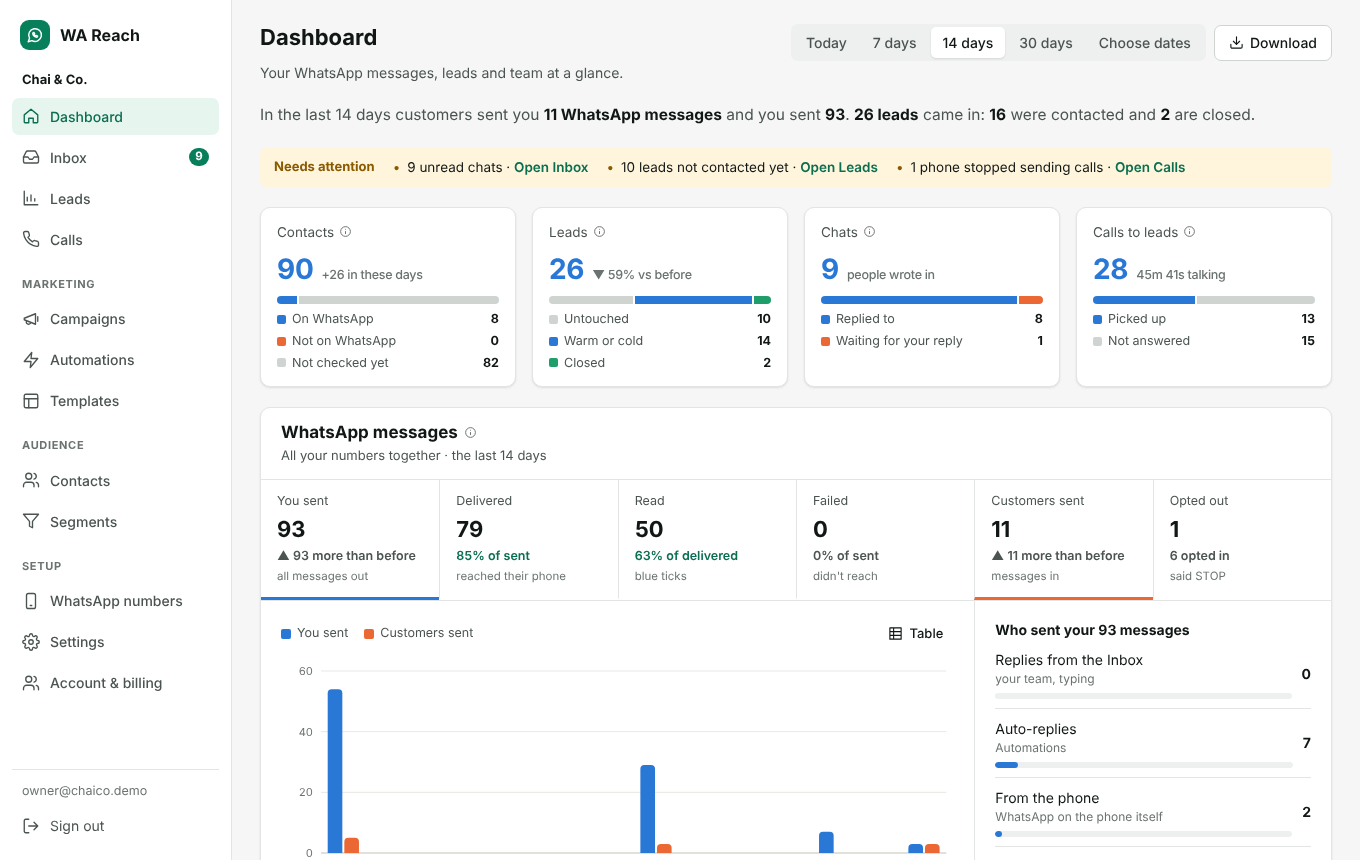 WA Reach
Chai & Co.
Dashboard
Inbox 9
Leads
Calls
MARKETING
Campaigns
Automations
Templates
AUDIENCE
Contacts
Segments
SETUP
WhatsApp numbers
Settings
Account & billing
owner@chaico.demo
Sign out
Dashboard
Today 7 days 14 days 30 days Choose dates Download
Your WhatsApp messages, leads and team at a glance.
In the last 14 days customers sent you 11 WhatsApp messages and you sent 93. 26 leads came in: 16 were contacted and 2 are closed.
Needs attention • 9 unread chats · Open Inbox • 10 leads not contacted yet · Open Leads • 1 phone stopped sending calls · Open Calls
Contacts
90 +26 in these days
On WhatsApp 8
Not on WhatsApp 0
Not checked yet 82
Leads
26 ▼ 59% vs before
Untouched 10
Warm or cold 14
Closed 2
Chats
9 people wrote in
Replied to 8
Waiting for your reply 1
Calls to leads
28 45m 41s talking
Picked up 13
Not answered 15
WhatsApp messages
All your numbers together · the last 14 days
You sent
93
▲ 93 more than before
all messages out
Delivered
79
85% of sent
reached their phone
Read
50
63% of delivered
blue ticks
Failed
0
0% of sent
didn't reach
Customers sent
11
▲ 11 more than before
messages in
Opted out
1
6 opted in
said STOP
You sent Customers sent Table
60
40
20
0
Who sent your 93 messages
Replies from the Inbox 0
your team, typing
Auto-replies 7
Automations
From the phone 2
WhatsApp on the phone itself